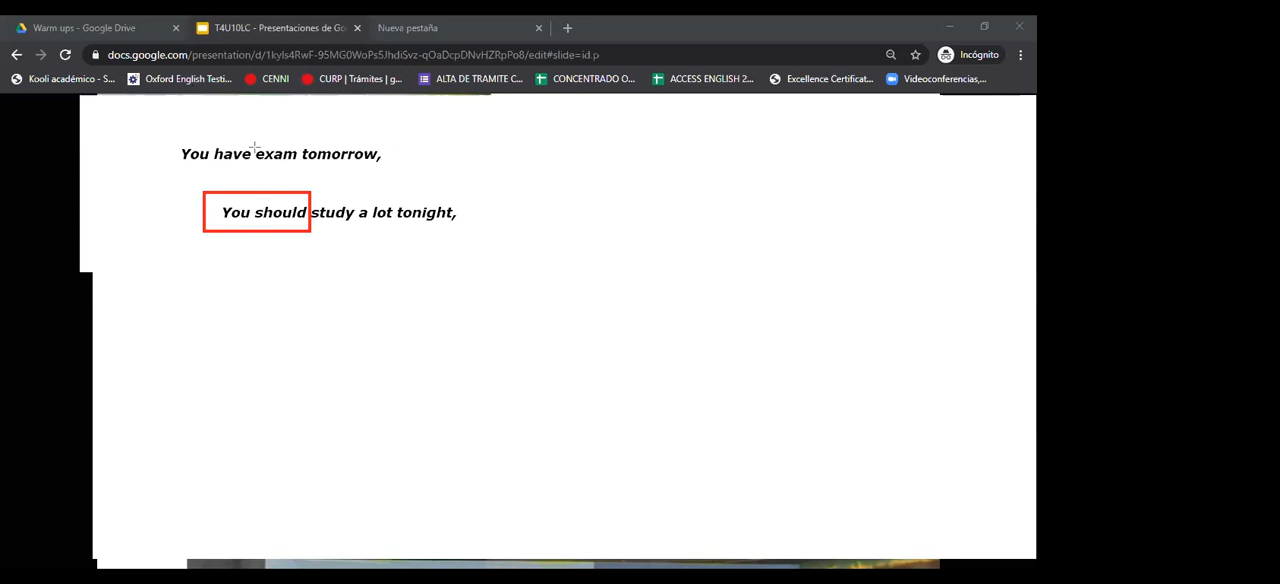 Warm ups - Google Drive
T4U10LC - Presentaciones de Go
Nueva pestaña
docs.google.com/presentation/d/1kyls4RwF-95MG0WoPs5JhdiSvz-qOaDcpDNvHZRpPo8/edit#slide=id.p
Incógnito
Kooli académico - S...
Oxford English Testi...
CENNI
CURP | Trámites | g...
ALTA DE TRAMITE C...
CONCENTRADO O...
ACCESS ENGLISH 2...
Excellence Certificat...
Videoconferencias,...
You have exam tomorrow,
You should study a lot tonight,